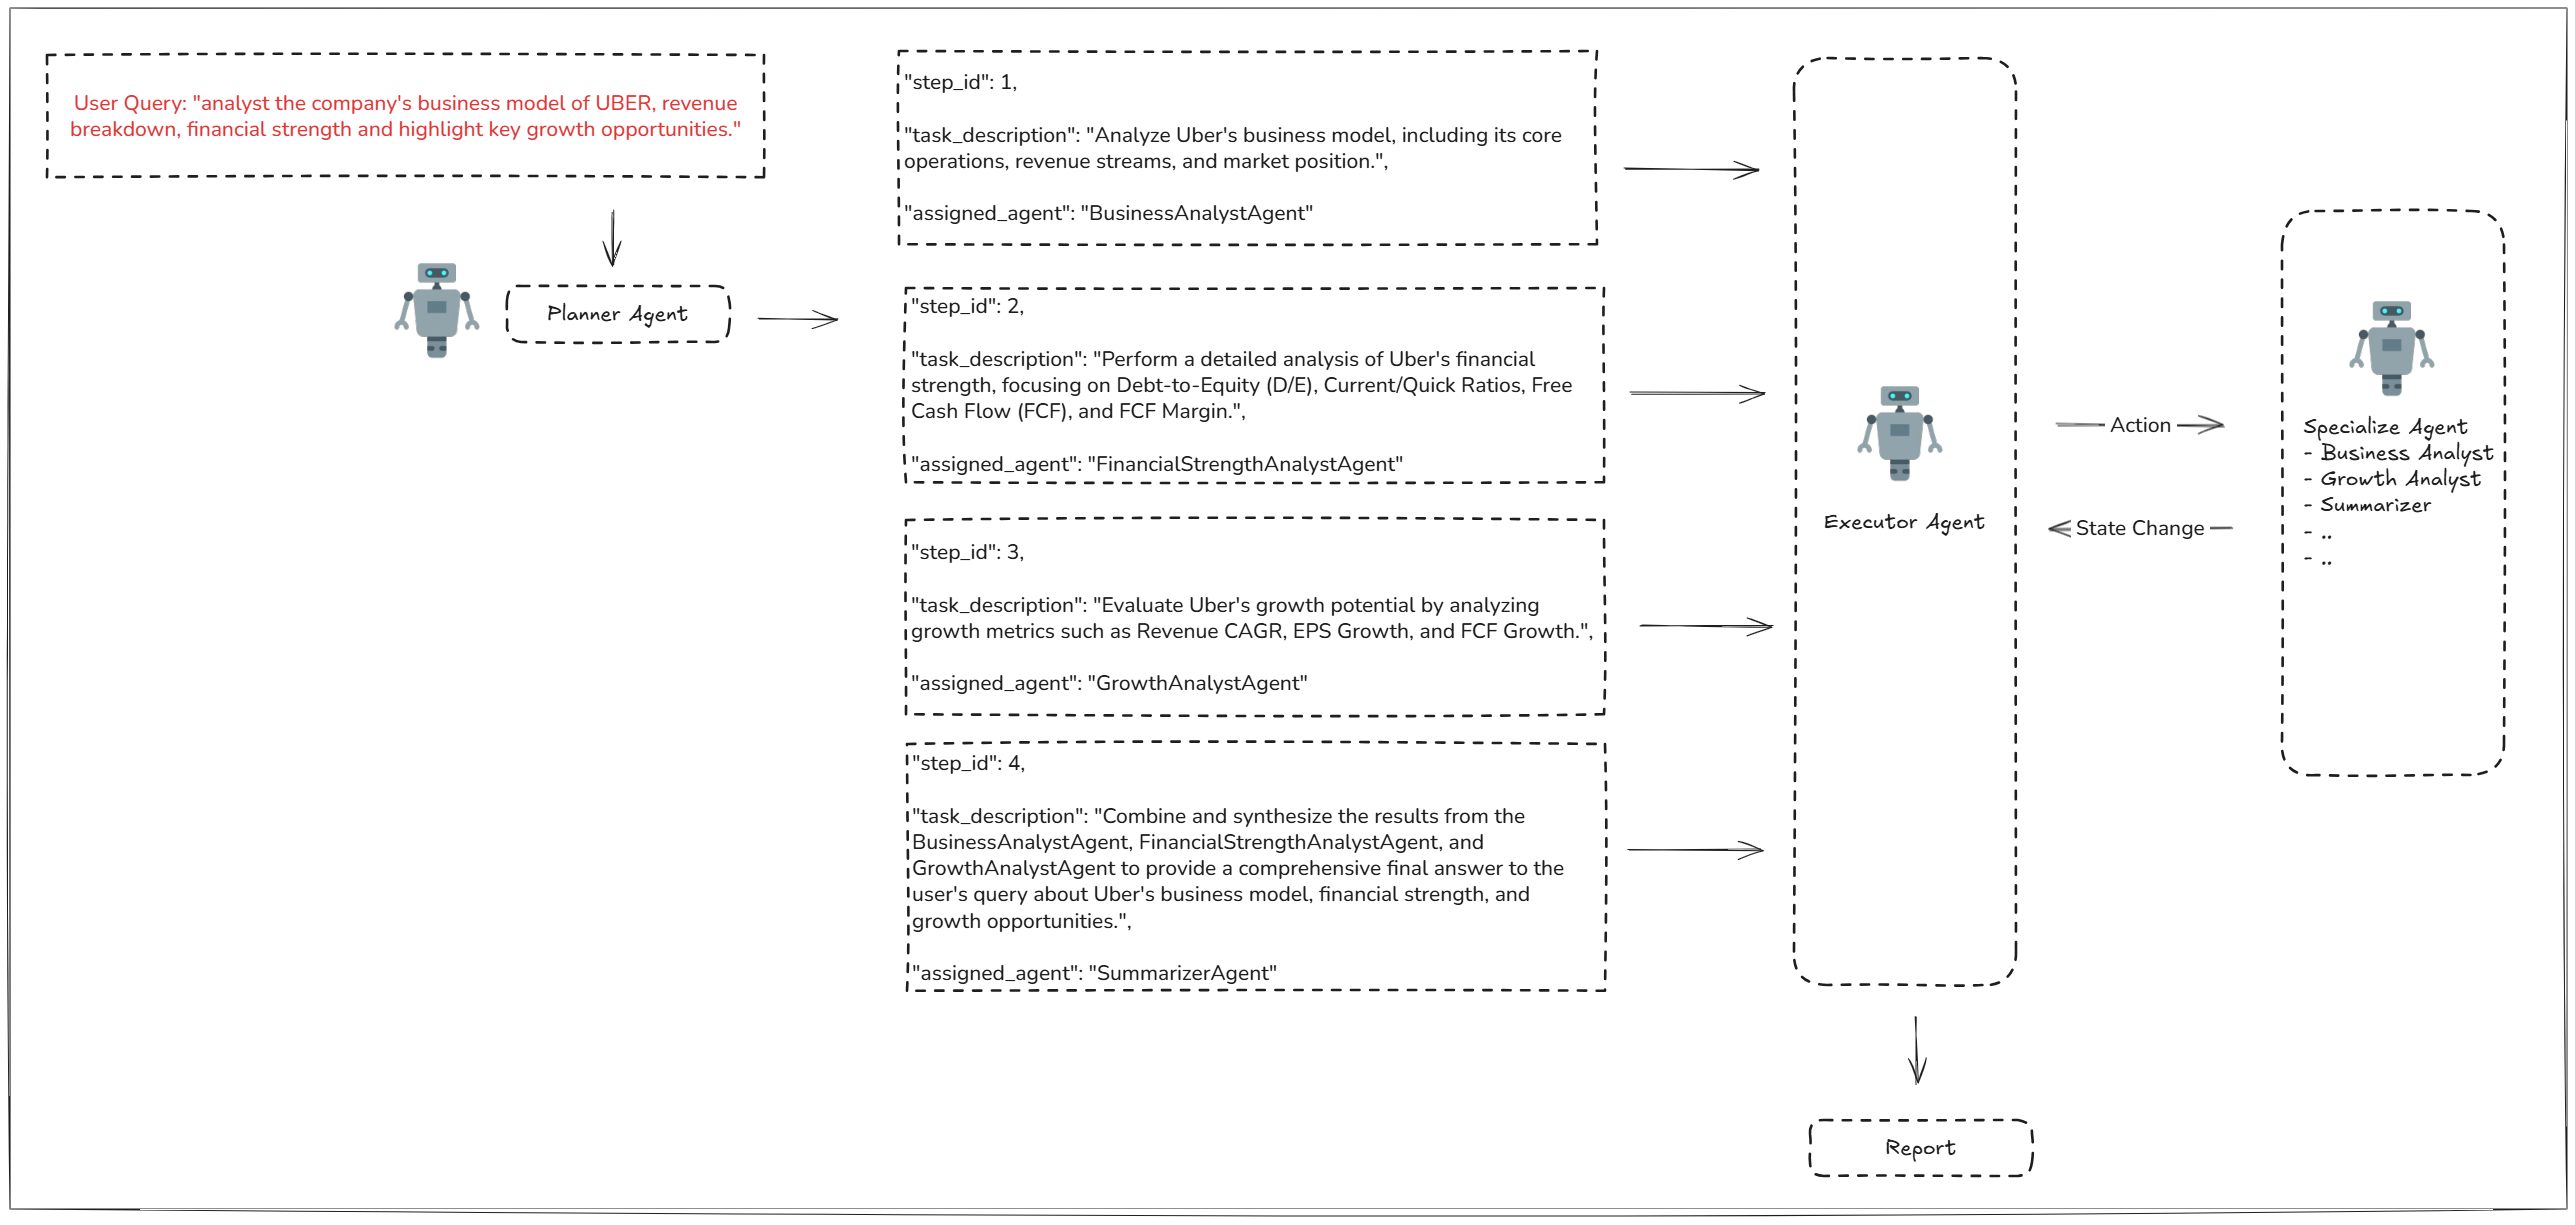 User Query: "analyst the company's business model of UBER, revenue
breakdown, financial strength and highlight key growth opportunities."
Planner Agent
"step_id": 1,
"task_description": "Analyze Uber's business model, including its core
operations, revenue streams, and market position.",
"assigned_agent": "BusinessAnalystAgent"
"step_id": 2,
"task_description": "Perform a detailed analysis of Uber's financial
strength, focusing on Debt-to-Equity (D/E), Current/Quick Ratios, Free
Cash Flow (FCF), and FCF Margin.",
"assigned_agent": "FinancialStrengthAnalystAgent"
"step_id": 3,
"task_description": "Evaluate Uber's growth potential by analyzing
growth metrics such as Revenue CAGR, EPS Growth, and FCF Growth.",
"assigned_agent": "GrowthAnalystAgent"
"step_id": 4,
"task_description": "Combine and synthesize the results from the
BusinessAnalystAgent, FinancialStrengthAnalystAgent, and
GrowthAnalystAgent to provide a comprehensive final answer to the
user's query about Uber's business model, financial strength, and
growth opportunities.",
"assigned_agent": "SummarizerAgent"
Executor Agent
Action
State Change
Specialize Agent
- Business Analyst
- Growth Analyst
- Summarizer
- ..
- ..
Report